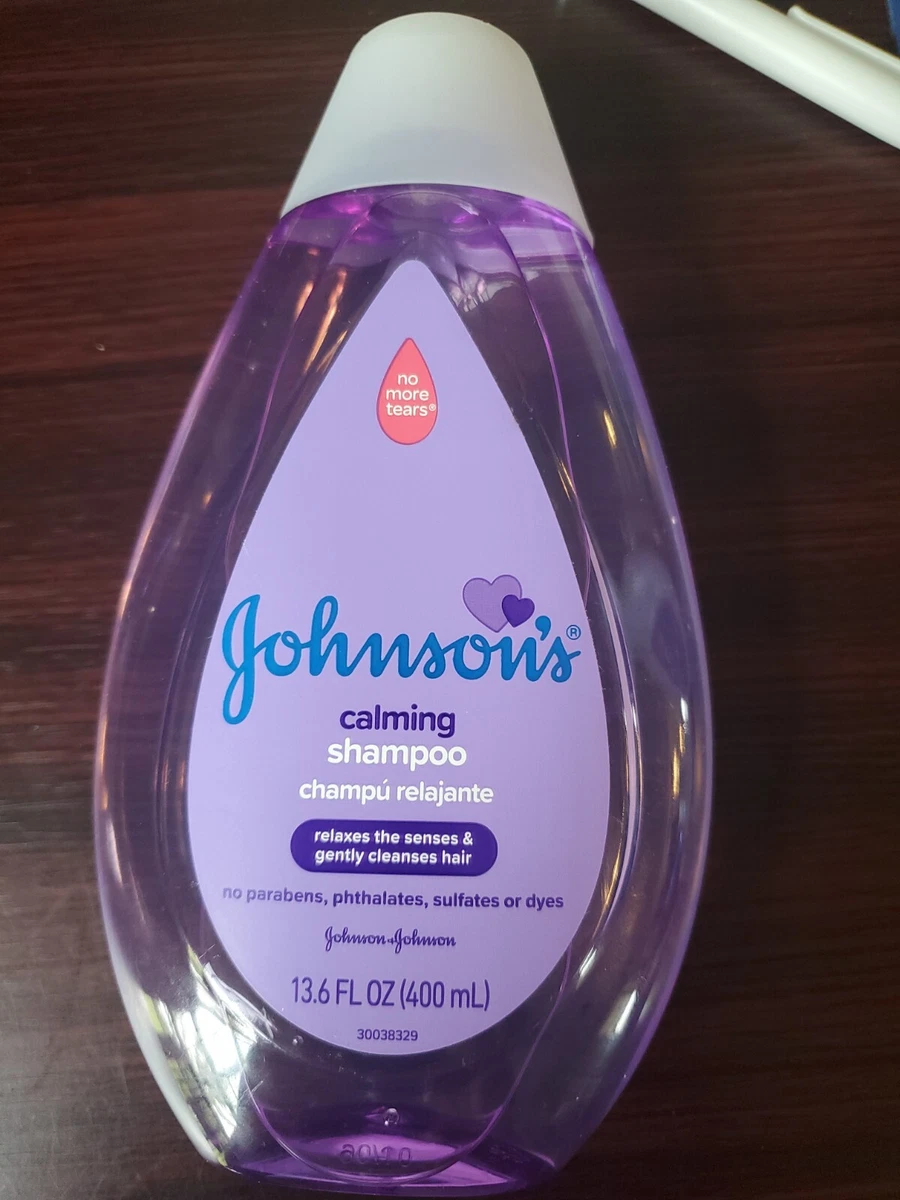 no
more
tears®
Johnson's®
calming
shampoo
champú relajante
relaxes the senses &
gently cleanses hair
no parabens, phthalates, sulfates or dyes
Johnson+Johnson
13.6 FL OZ (400 mL)
30038329